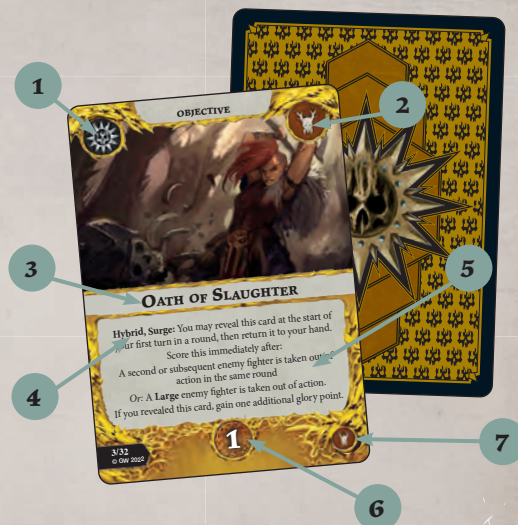 1
OBJECTIVE
2
3
OATH OF SLAUGHTER
5
4
Hybrid, Surge: You may reveal this card at the start of
your first turn in a round, then return it to your hand.
Score this immediately after:
A second or subsequent enemy fighter is taken out of
action in the same round
Or: A Large enemy fighter is taken out of action.
If you revealed this card, gain one additional glory point.
3/32
© GW 2022
1
7
6